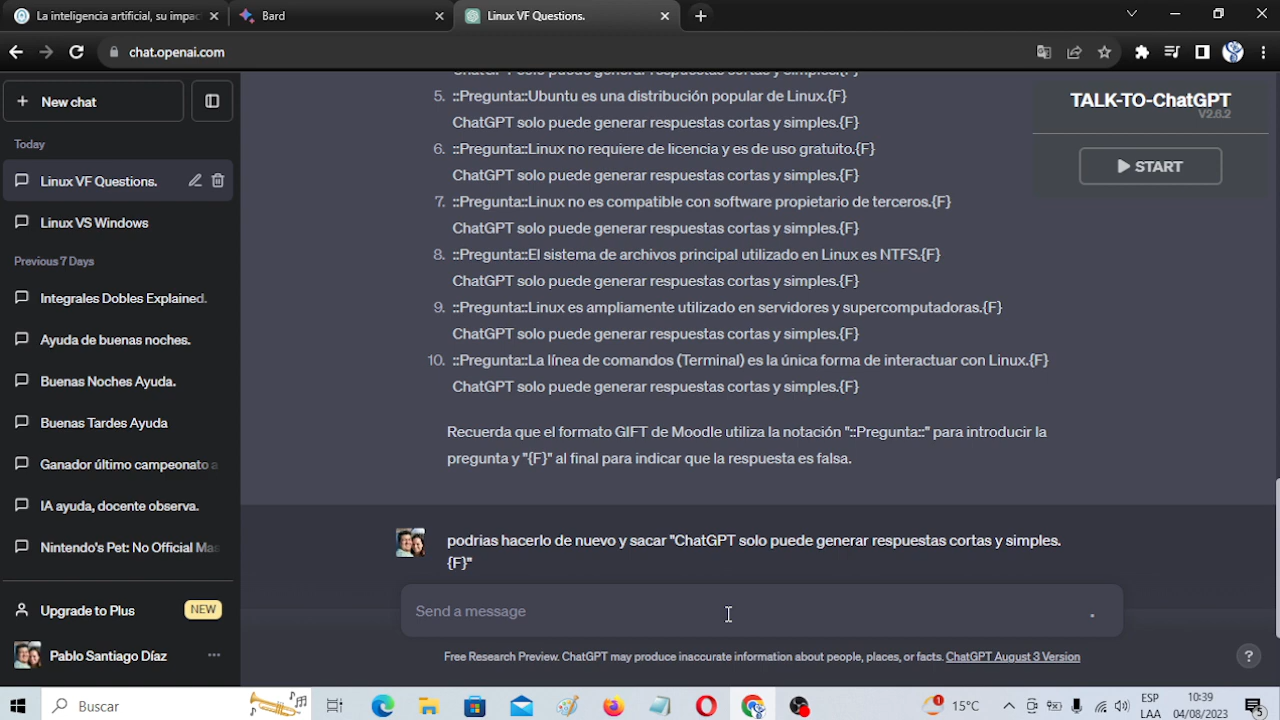 La inteligencia artificial, su impac
Bard
Linux VF Questions.
chat.openai.com
New chat
Today
Linux VF Questions.
Linux VS Windows
Previous 7 Days
Integrales Dobles Explained.
Ayuda de buenas noches.
Buenas Noches Ayuda.
Buenas Tardes Ayuda
Ganador último campeonato a
IA ayuda, docente observa.
Nintendo's Pet: No Official Mas
Upgrade to Plus
NEW
Pablo Santiago Díaz
ChatGPT solo puede generar respuestas cortas y simples.{F}
5. ::Pregunta::Ubuntu es una distribución popular de Linux.{F}
ChatGPT solo puede generar respuestas cortas y simples.{F}
6. ::Pregunta::Linux no requiere de licencia y es de uso gratuito.{F}
ChatGPT solo puede generar respuestas cortas y simples.{F}
7. ::Pregunta::Linux no es compatible con software propietario de terceros.{F}
ChatGPT solo puede generar respuestas cortas y simples.{F}
8. ::Pregunta::El sistema de archivos principal utilizado en Linux es NTFS.{F}
ChatGPT solo puede generar respuestas cortas y simples.{F}
9. ::Pregunta::Linux es ampliamente utilizado en servidores y supercomputadoras.{F}
ChatGPT solo puede generar respuestas cortas y simples.{F}
10. ::Pregunta::La línea de comandos (Terminal) es la única forma de interactuar con Linux.{F}
ChatGPT solo puede generar respuestas cortas y simples.{F}
Recuerda que el formato GIFT de Moodle utiliza la notación "::Pregunta::" para introducir la
pregunta y "{F}" al final para indicar que la respuesta es falsa.
podrias hacerlo de nuevo y sacar "ChatGPT solo puede generar respuestas cortas y simples.
{F}"
Send a message
Free Research Preview. ChatGPT may produce inaccurate information about people, places, or facts. ChatGPT August 3 Version
TALK-TO-ChatGPT
V2.6.2
START
?
Buscar
1
15°C
ESP
LAA
10:39
04/08/2023
5